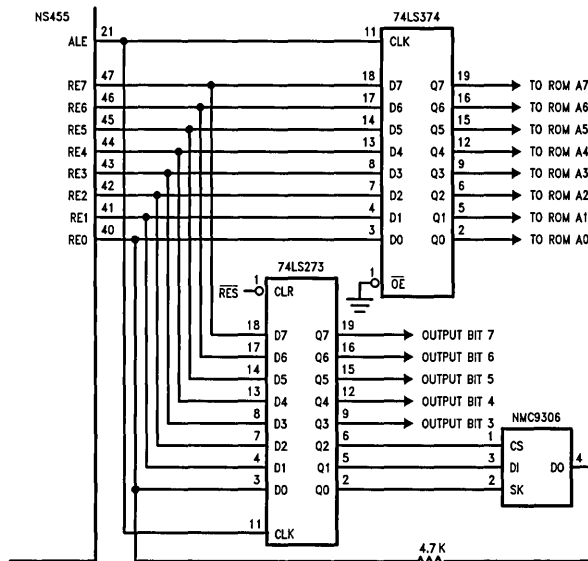 NS455 74LS374
ALE 21 11 CLK
RE7 47 18 D7 Q7 19 TO ROM A7
RE6 46 17 D6 Q6 16 TO ROM A6
RE5 45 14 D5 Q5 15 TO ROM A5
RE4 44 13 D4 Q4 12 TO ROM A4
RE3 43 8 D3 Q3 9 TO ROM A3
RE2 42 7 D2 Q2 6 TO ROM A2
RE1 41 4 D1 Q1 5 TO ROM A1
RE0 40 3 D0 Q0 2 TO ROM A0
74LS273 1 OE
RES 1 CLR
18 D7 Q7 19 OUTPUT BIT 7
17 D6 Q6 16 OUTPUT BIT 6
14 D5 Q5 15 OUTPUT BIT 5
13 D4 Q4 12 OUTPUT BIT 4
8 D3 Q3 9 OUTPUT BIT 3
NMC9306
7 D2 Q2 6 1 CS
4 D1 Q1 5 3 DI DO 4
3 D0 Q0 2 2 SK
11 CLK
4.7 K